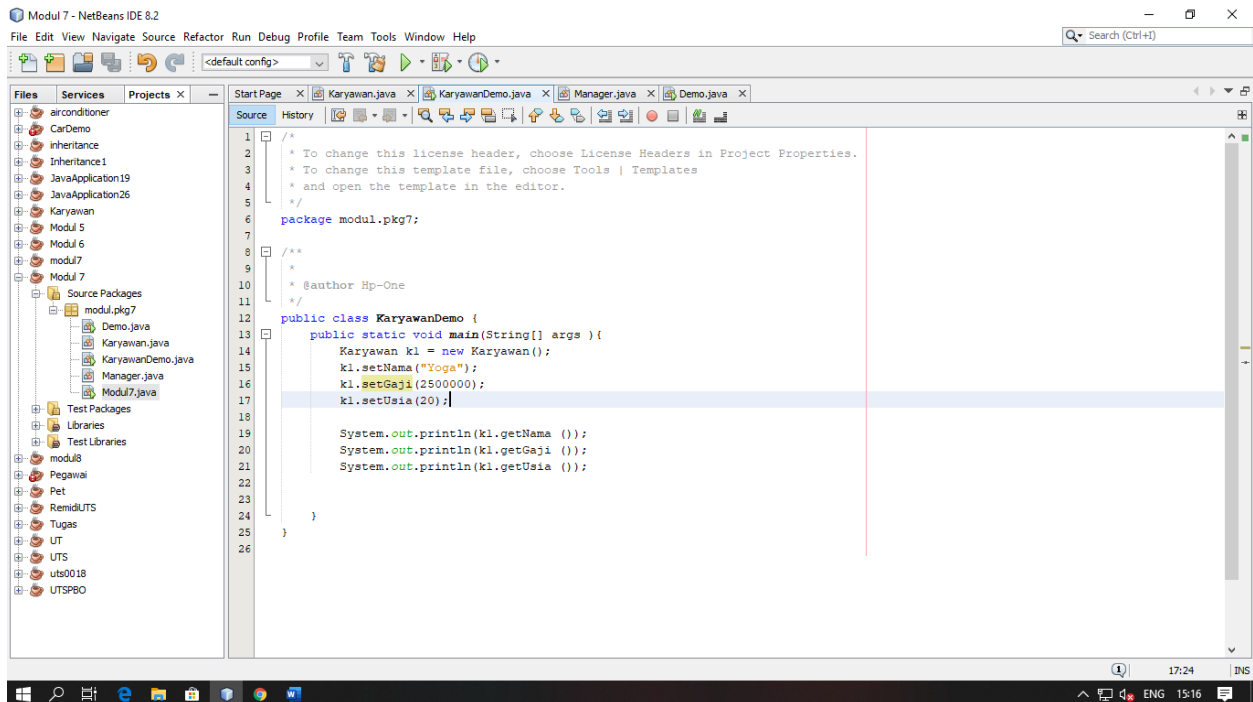 Modul 7 - NetBeans IDE 8.2
File Edit View Navigate Source Refactor Run Debug Profile Team Tools Window Help
Search (Ctrl+I)
<default config>
Files Services Projects
Start Page Karyawan.java KaryawanDemo.java Manager.java Demo.java
Source History
airconditioner
CarDemo
inheritance
Inheritance1
JavaApplication19
JavaApplication26
Karyawan
Modul 5
Modul 6
modul7
Modul 7
Source Packages
modul.pkg7
Demo.java
Karyawan.java
KaryawanDemo.java
Manager.java
Modul7.java
Test Packages
Libraries
Test Libraries
modul8
Pegawai
Pet
RemidiUTS
Tugas
UT
UTS
uts0018
UTSPBO
1 /*
2 * To change this license header, choose License Headers in Project Properties.
3 * To change this template file, choose Tools | Templates
4 * and open the template in the editor.
5 */
6 package modul.pkg7;
7
8 /**
9 *
10 * @author Hp-One
11 */
12 public class KaryawanDemo {
13 public static void main(String[] args ){
14 Karyawan k1 = new Karyawan();
15 k1.setNama("Yoga");
16 k1.setGaji(2500000);
17 k1.setUsia(20);
18
19 System.out.println(k1.getNama ());
20 System.out.println(k1.getGaji ());
21 System.out.println(k1.getUsia ());
22
23
24 }
25 }
26
1 17:24 INS
ENG 15:16